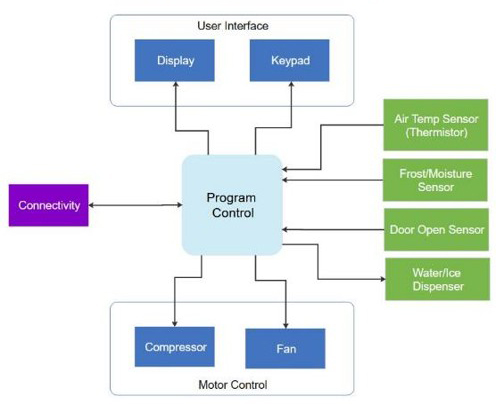 User Interface
Display
Keypad
Air Temp Sensor
(Thermistor)
Frost/Moisture
Sensor
Program
Control
Connectivity
Door Open Sensor
Water/Ice
Dispenser
Compressor
Fan
Motor Control